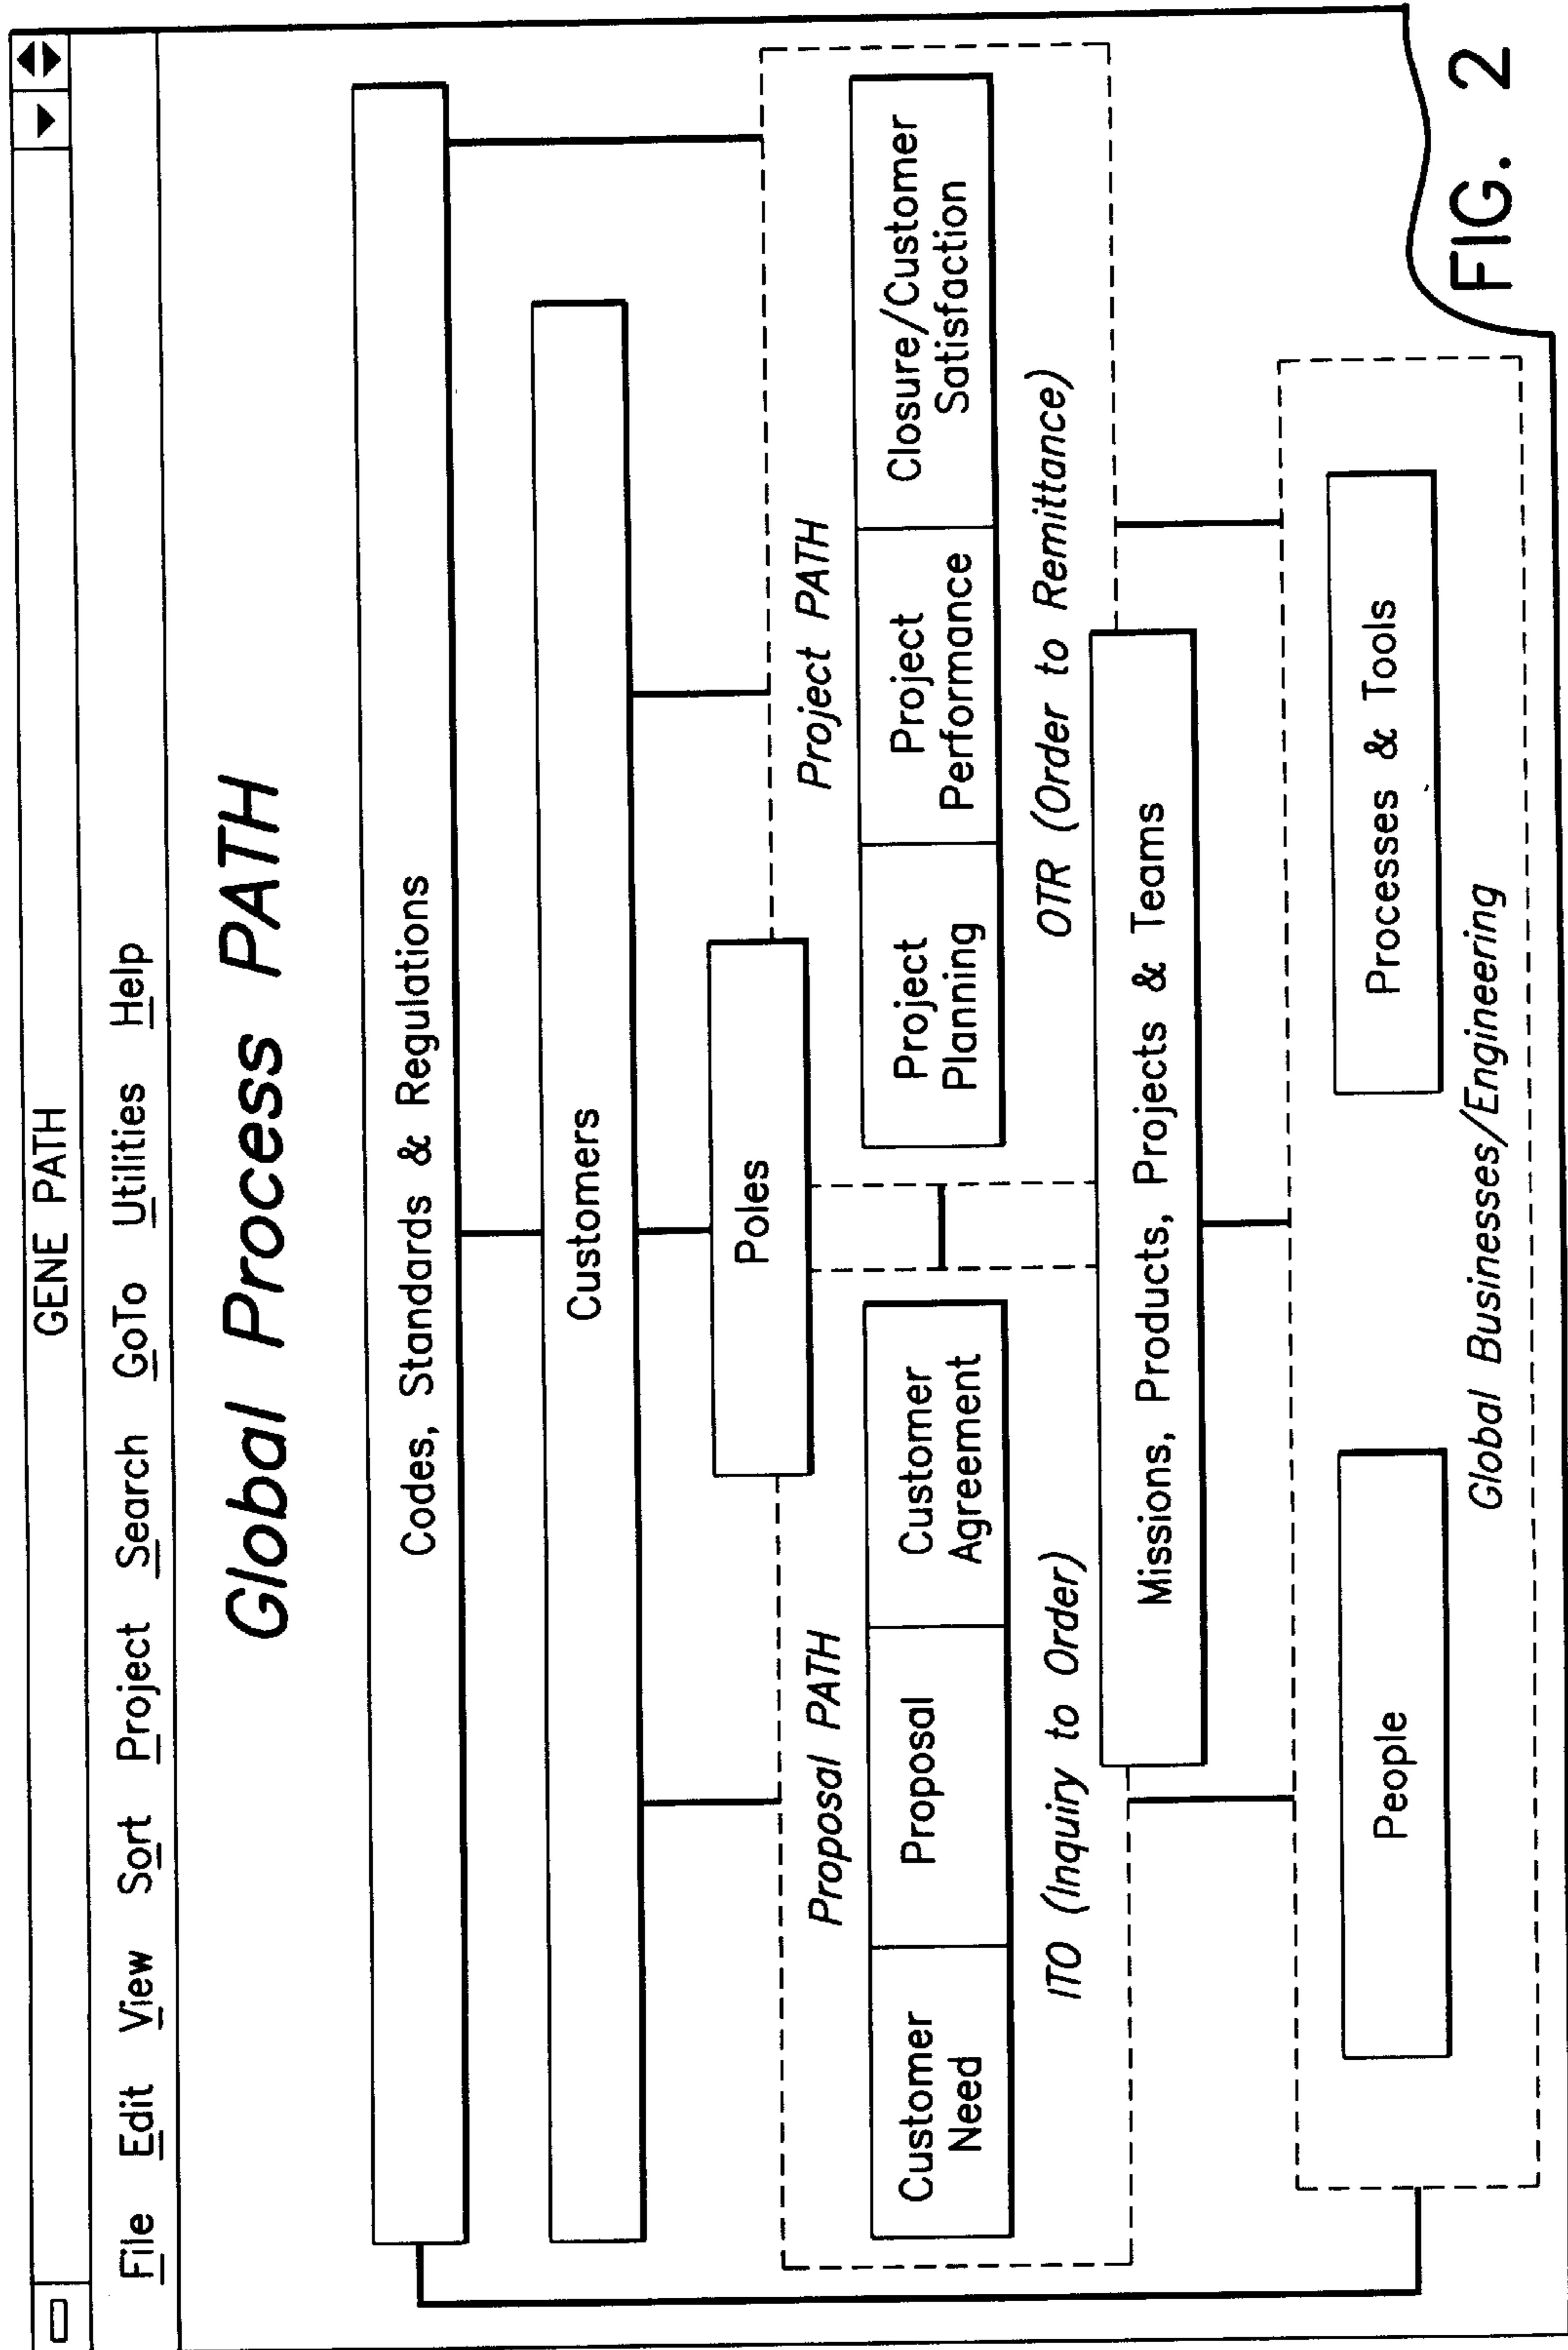 GENE PATH
File Edit View Sort Project Search GoTo Utilities Help
Global Process PATH
Codes, Standards & Regulations
Customers
Poles
Proposal PATH
Project PATH
Customer
Need
Proposal
Customer
Agreement
Project
Planning
Project
Performance
Closure/Customer
Satisfaction
ITO (Inquiry to Order)
OTR (Order to Remittance)
Missions, Products, Projects & Teams
People
Processes & Tools
Global Businesses/Engineering
FIG. 2